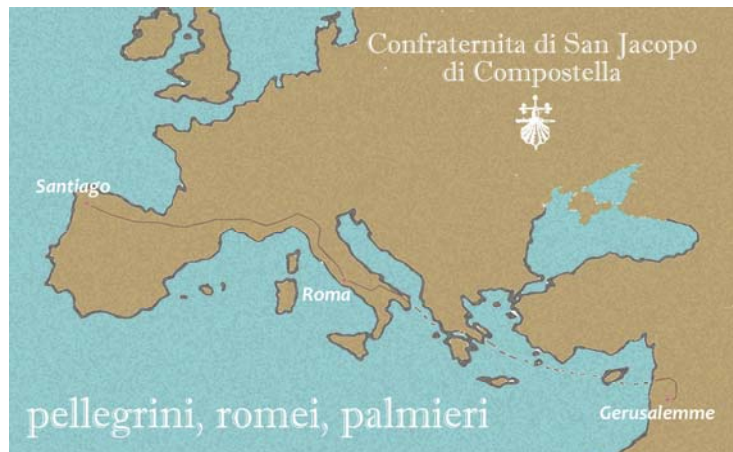 Confraternita di San Jacopo
di Compostella
Santiago
Roma
Gerusalemme
pellegrini, romei, palmieri